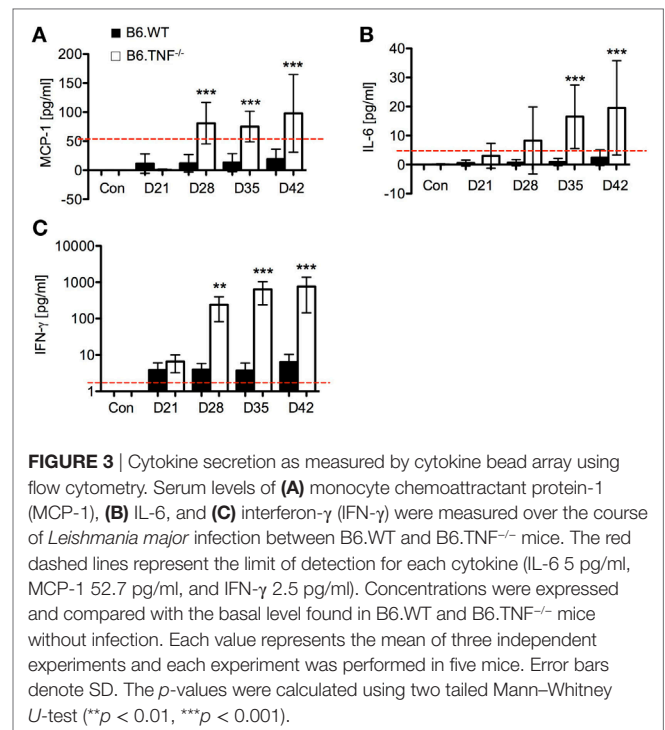 A
B6.WT
B6.TNF-/-
MCP-1 [pg/ml]
200
150
100
50
0
-50
***
***
***
Con D21 D28 D35 D42
B
IL-6 [pg/ml]
40
30
20
10
0
-10
***
***
Con D21 D28 D35 D42
C
IFN-γ [pg/ml]
10000
1000
100
10
1
**
***
***
Con D21 D28 D35 D42
FIGURE 3 | Cytokine secretion as measured by cytokine bead array using
flow cytometry. Serum levels of (A) monocyte chemoattractant protein-1
(MCP-1), (B) IL-6, and (C) interferon-γ (IFN-γ) were measured over the course
of Leishmania major infection between B6.WT and B6.TNF−/− mice. The red
dashed lines represent the limit of detection for each cytokine (IL-6 5 pg/ml,
MCP-1 52.7 pg/ml, and IFN-γ 2.5 pg/ml). Concentrations were expressed
and compared with the basal level found in B6.WT and B6.TNF−/− mice
without infection. Each value represents the mean of three independent
experiments and each experiment was performed in five mice. Error bars
denote SD. The p-values were calculated using two tailed Mann–Whitney
U-test (**p < 0.01, ***p < 0.001).